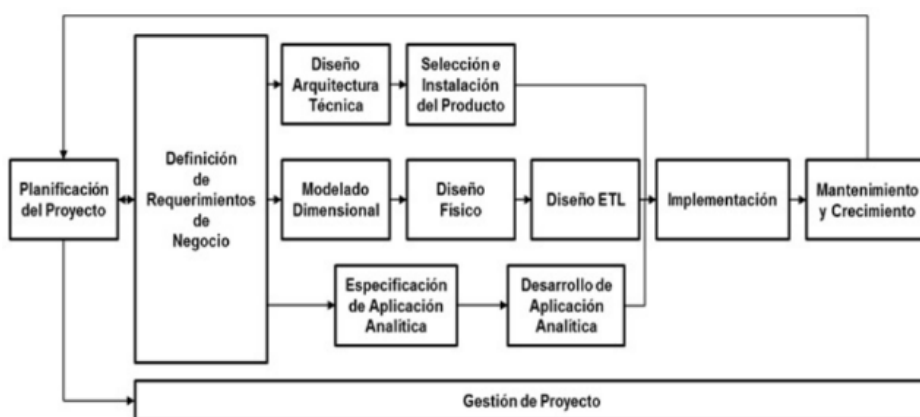 Diseño
Arquitectura
Técnica
Selección e
Instalación
del Producto
Planificación
del Proyecto
Definición
de
Requerimientos
de
Negocio
Modelado
Dimensional
Diseño
Fisico
Diseño ETL
Implementación
Mantenimiento
y Crecimiento
Especificación
de Aplicación
Analítica
Desarrollo de
Aplicación
Analítica
Gestión de Proyecto